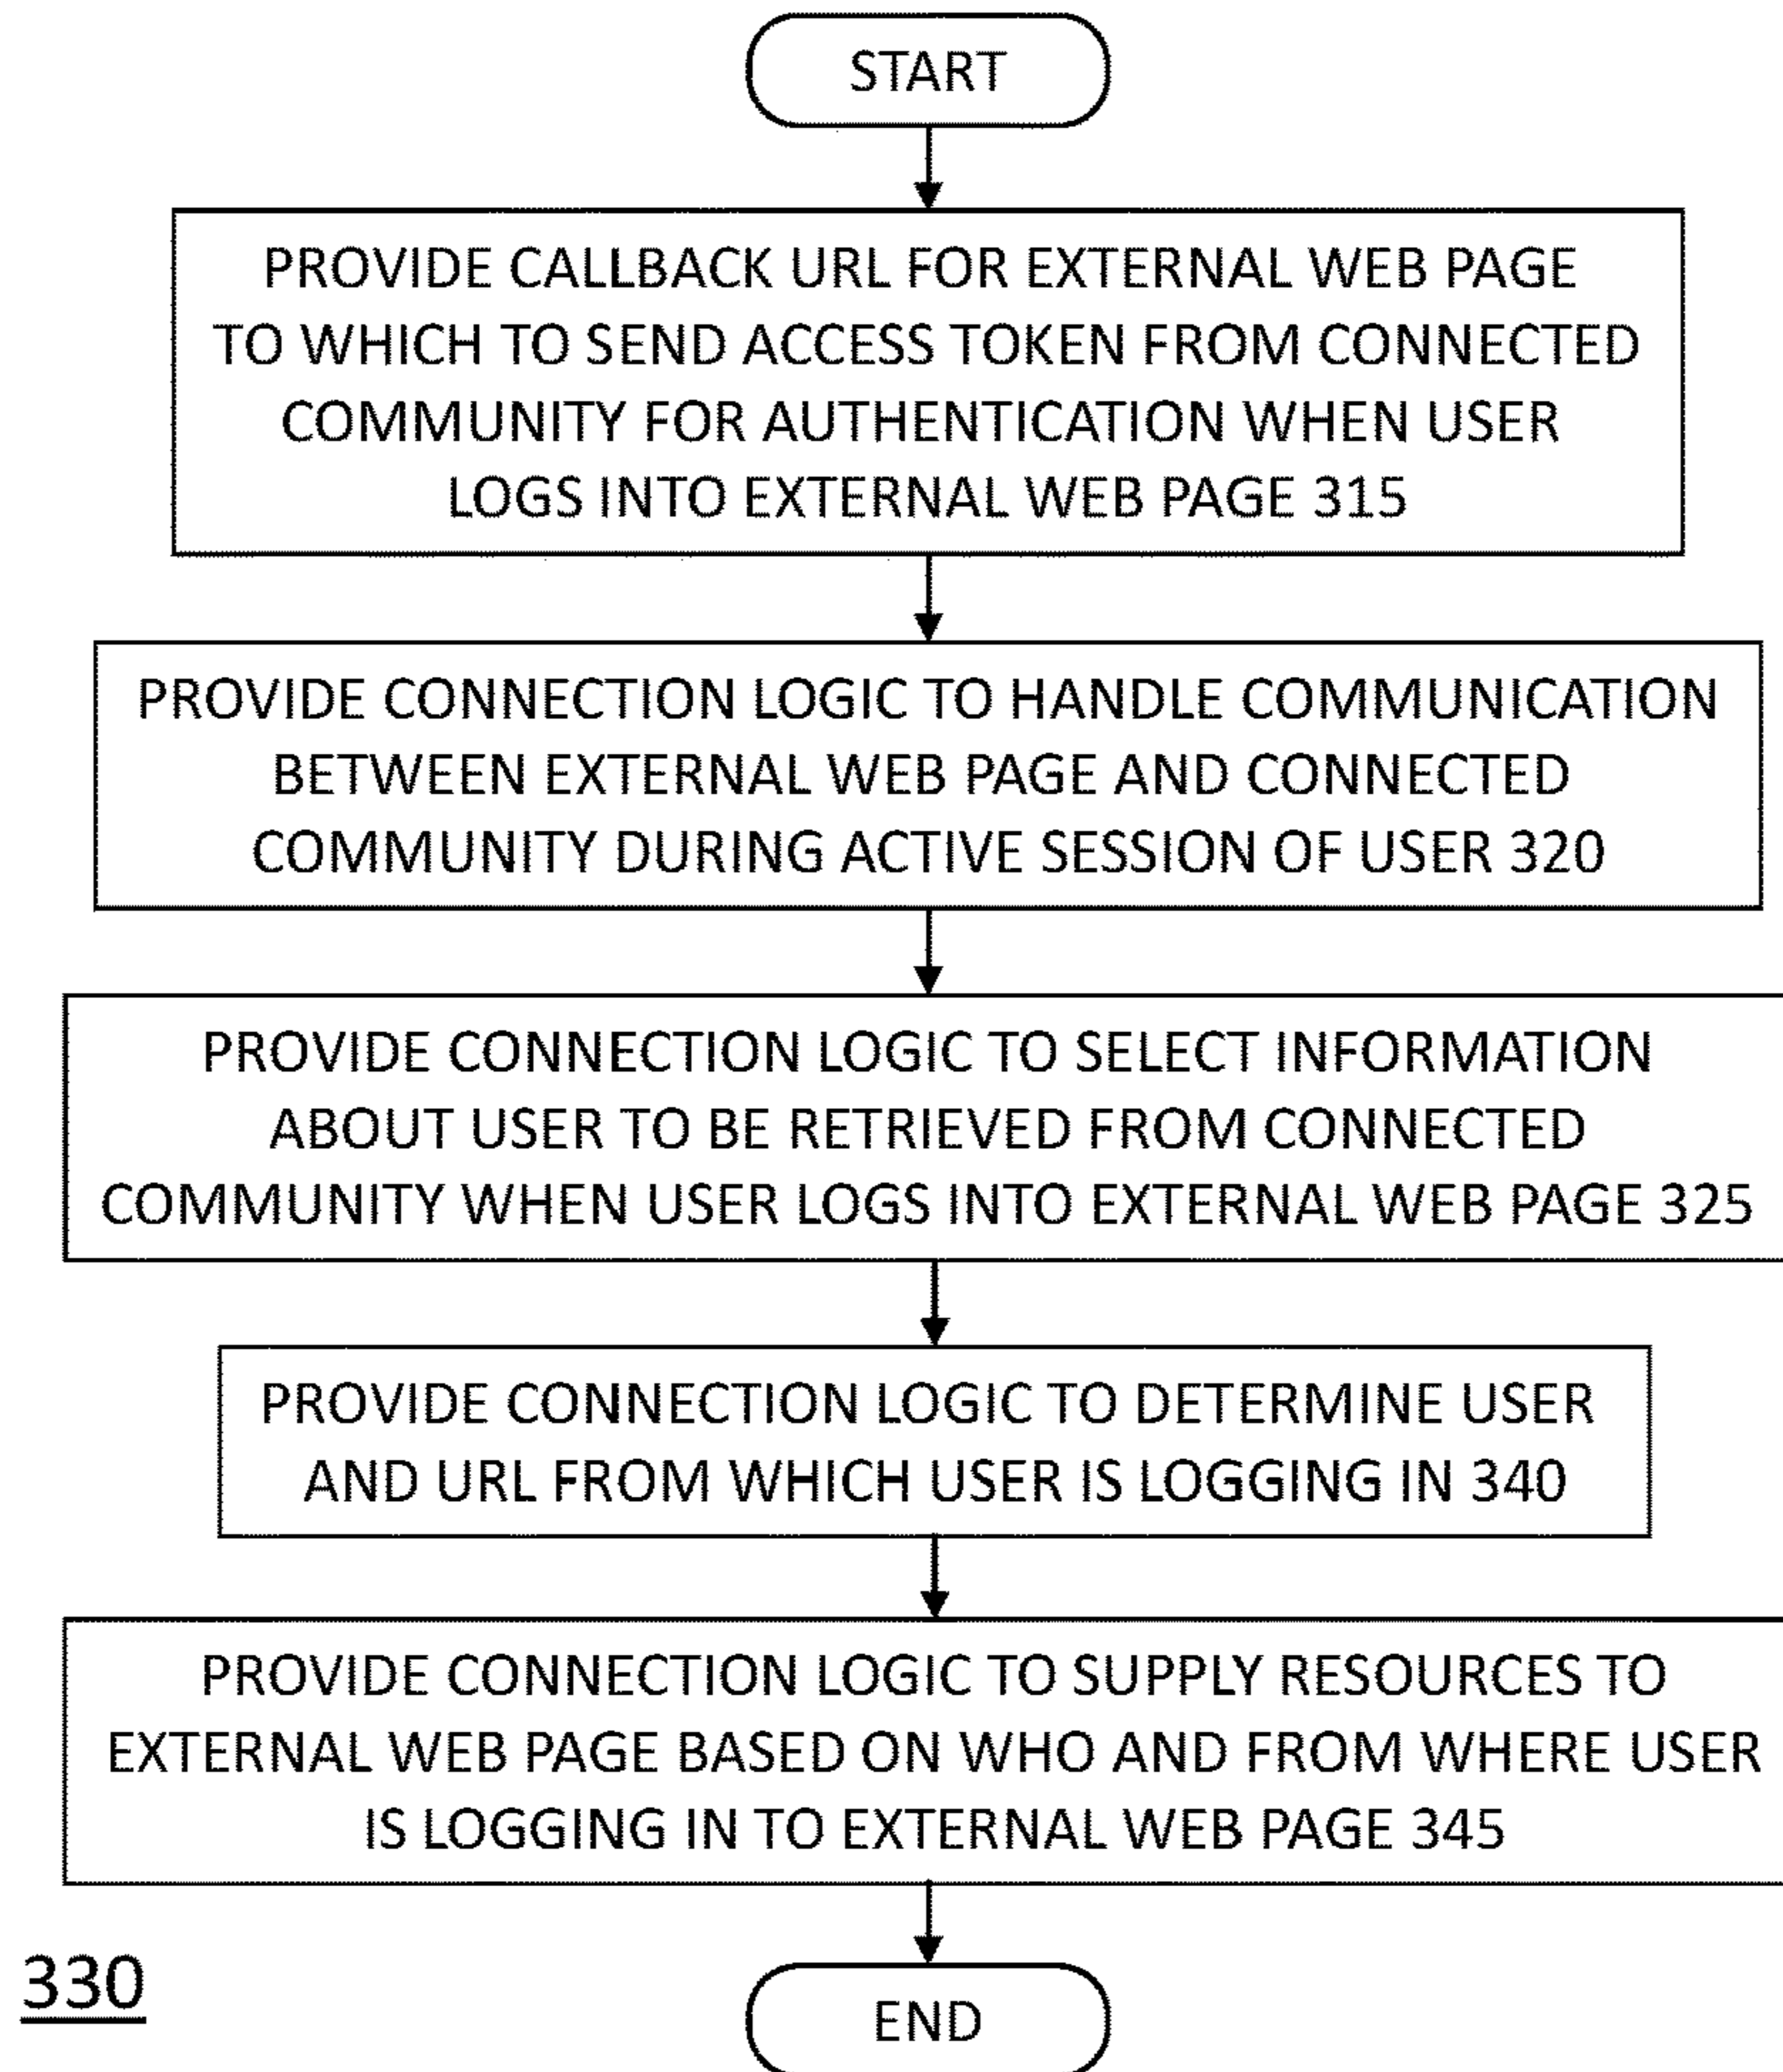 START
PROVIDE CALLBACK URL FOR EXTERNAL WEB PAGE
TO WHICH TO SEND ACCESS TOKEN FROM CONNECTED
COMMUNITY FOR AUTHENTICATION WHEN USER
LOGS INTO EXTERNAL WEB PAGE 315
PROVIDE CONNECTION LOGIC TO HANDLE COMMUNICATION
BETWEEN EXTERNAL WEB PAGE AND CONNECTED
COMMUNITY DURING ACTIVE SESSION OF USER 320
PROVIDE CONNECTION LOGIC TO SELECT INFORMATION
ABOUT USER TO BE RETRIEVED FROM CONNECTED
COMMUNITY WHEN USER LOGS INTO EXTERNAL WEB PAGE 325
PROVIDE CONNECTION LOGIC TO DETERMINE USER
AND URL FROM WHICH USER IS LOGGING IN 340
PROVIDE CONNECTION LOGIC TO SUPPLY RESOURCES TO
EXTERNAL WEB PAGE BASED ON WHO AND FROM WHERE USER
IS LOGGING IN TO EXTERNAL WEB PAGE 345
330
END